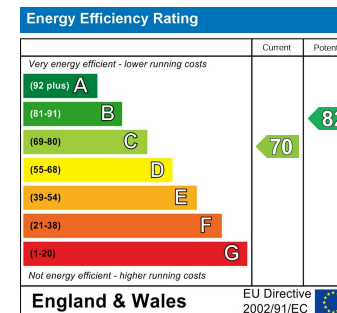 Energy Efficiency Rating
Current
Very energy efficient - lower running costs
(92 plus) A
(81-91) B
(69-80) C
70
(55-68) D
(39-54) E
(21-38) F
(1-20) G
Not energy efficient - higher running costs
England & Wales
EU Directive
2002/91/EC